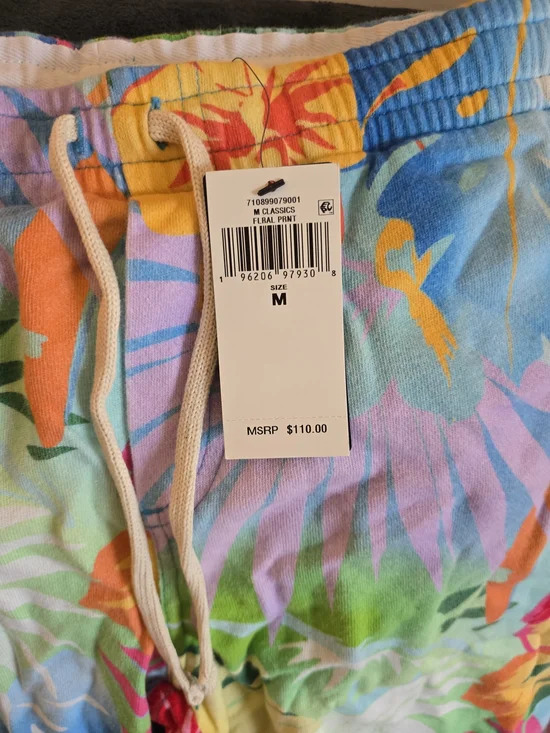 710899079001
M CLASSICS
FLRAL PRNT
1 96206 97930 8
SIZE
M
MSRP $110.00